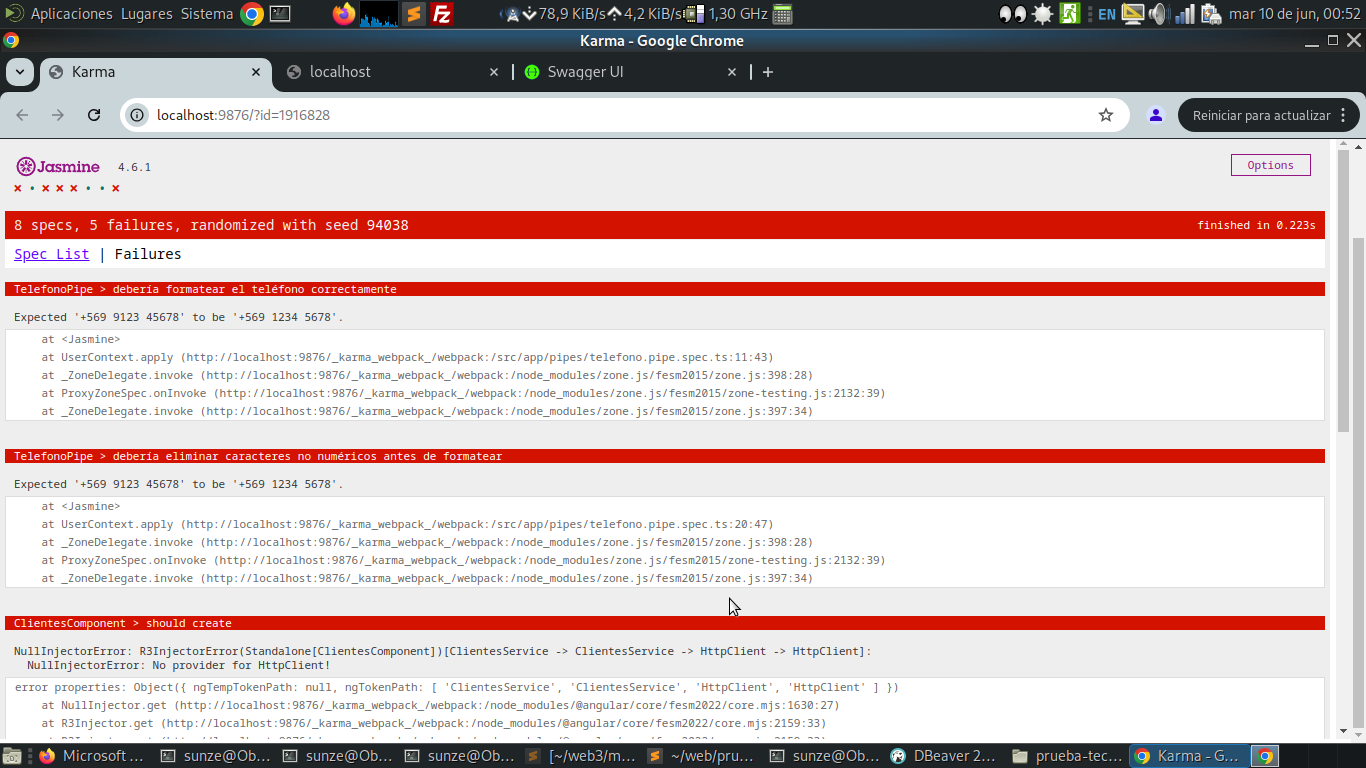 Aplicaciones Lugares Sistema 78,9 KiB/s 4,2 KiB/s 1,30 GHz EN mar 10 de jun, 00:52
Karma - Google Chrome
Karma localhost Swagger UI
localhost:9876/?id=1916828 Reiniciar para actualizar
Jasmine 4.6.1 Options
8 specs, 5 failures, randomized with seed 94038 finished in 0.223s
Spec List | Failures
TelefonoPipe > debería formatear el teléfono correctamente
Expected '+569 9123 45678' to be '+569 1234 5678'.
at <Jasmine>
at UserContext.apply (http://localhost:9876/_karma_webpack_/webpack:/src/app/pipes/telefono.pipe.spec.ts:11:43)
at _ZoneDelegate.invoke (http://localhost:9876/_karma_webpack_/webpack:/node_modules/zone.js/fesm2015/zone.js:398:28)
at ProxyZoneSpec.onInvoke (http://localhost:9876/_karma_webpack_/webpack:/node_modules/zone.js/fesm2015/zone-testing.js:2132:39)
at _ZoneDelegate.invoke (http://localhost:9876/_karma_webpack_/webpack:/node_modules/zone.js/fesm2015/zone.js:397:34)
TelefonoPipe > debería eliminar caracteres no numéricos antes de formatear
Expected '+569 9123 45678' to be '+569 1234 5678'.
at <Jasmine>
at UserContext.apply (http://localhost:9876/_karma_webpack_/webpack:/src/app/pipes/telefono.pipe.spec.ts:20:47)
at _ZoneDelegate.invoke (http://localhost:9876/_karma_webpack_/webpack:/node_modules/zone.js/fesm2015/zone.js:398:28)
at ProxyZoneSpec.onInvoke (http://localhost:9876/_karma_webpack_/webpack:/node_modules/zone.js/fesm2015/zone-testing.js:2132:39)
at _ZoneDelegate.invoke (http://localhost:9876/_karma_webpack_/webpack:/node_modules/zone.js/fesm2015/zone.js:397:34)
ClientesComponent > should create
NullInjectorError: R3InjectorError(Standalone[ClientesComponent])[ClientesService -> ClientesService -> HttpClient -> HttpClient]:
NullInjectorError: No provider for HttpClient!
error properties: Object({ ngTempTokenPath: null, ngTokenPath: [ 'ClientesService', 'ClientesService', 'HttpClient', 'HttpClient' ] })
at NullInjector.get (http://localhost:9876/_karma_webpack_/webpack:/node_modules/@angular/core/fesm2022/core.mjs:1630:27)
at R3Injector.get (http://localhost:9876/_karma_webpack_/webpack:/node_modules/@angular/core/fesm2022/core.mjs:2159:33)
Microsoft ... sunze@Ob... sunze@Ob... sunze@Ob... [~/web3/m... ~/web/pru... sunze@Ob... DBeaver 2... prueba-tec... Karma - G...